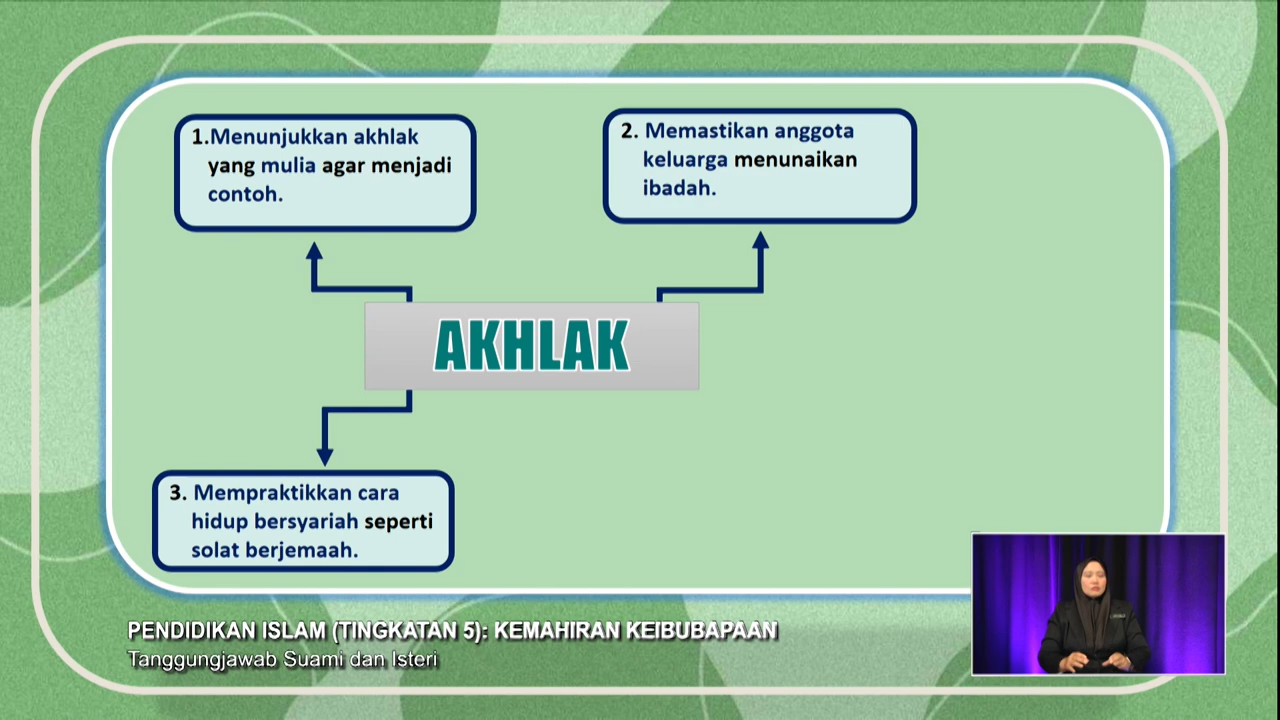 1.Menunjukkan akhlak
yang mulia agar menjadi
contoh.
2. Memastikan anggota
keluarga menunaikan
ibadah.
AKHLAK
3. Mempraktikkan cara
hidup bersyariah seperti
solat berjemaah.
PENDIDIKAN ISLAM (TINGKATAN 5): KEMAHIRAN KEIBUBAPAAN
Tanggungjawab Suami dan Isteri